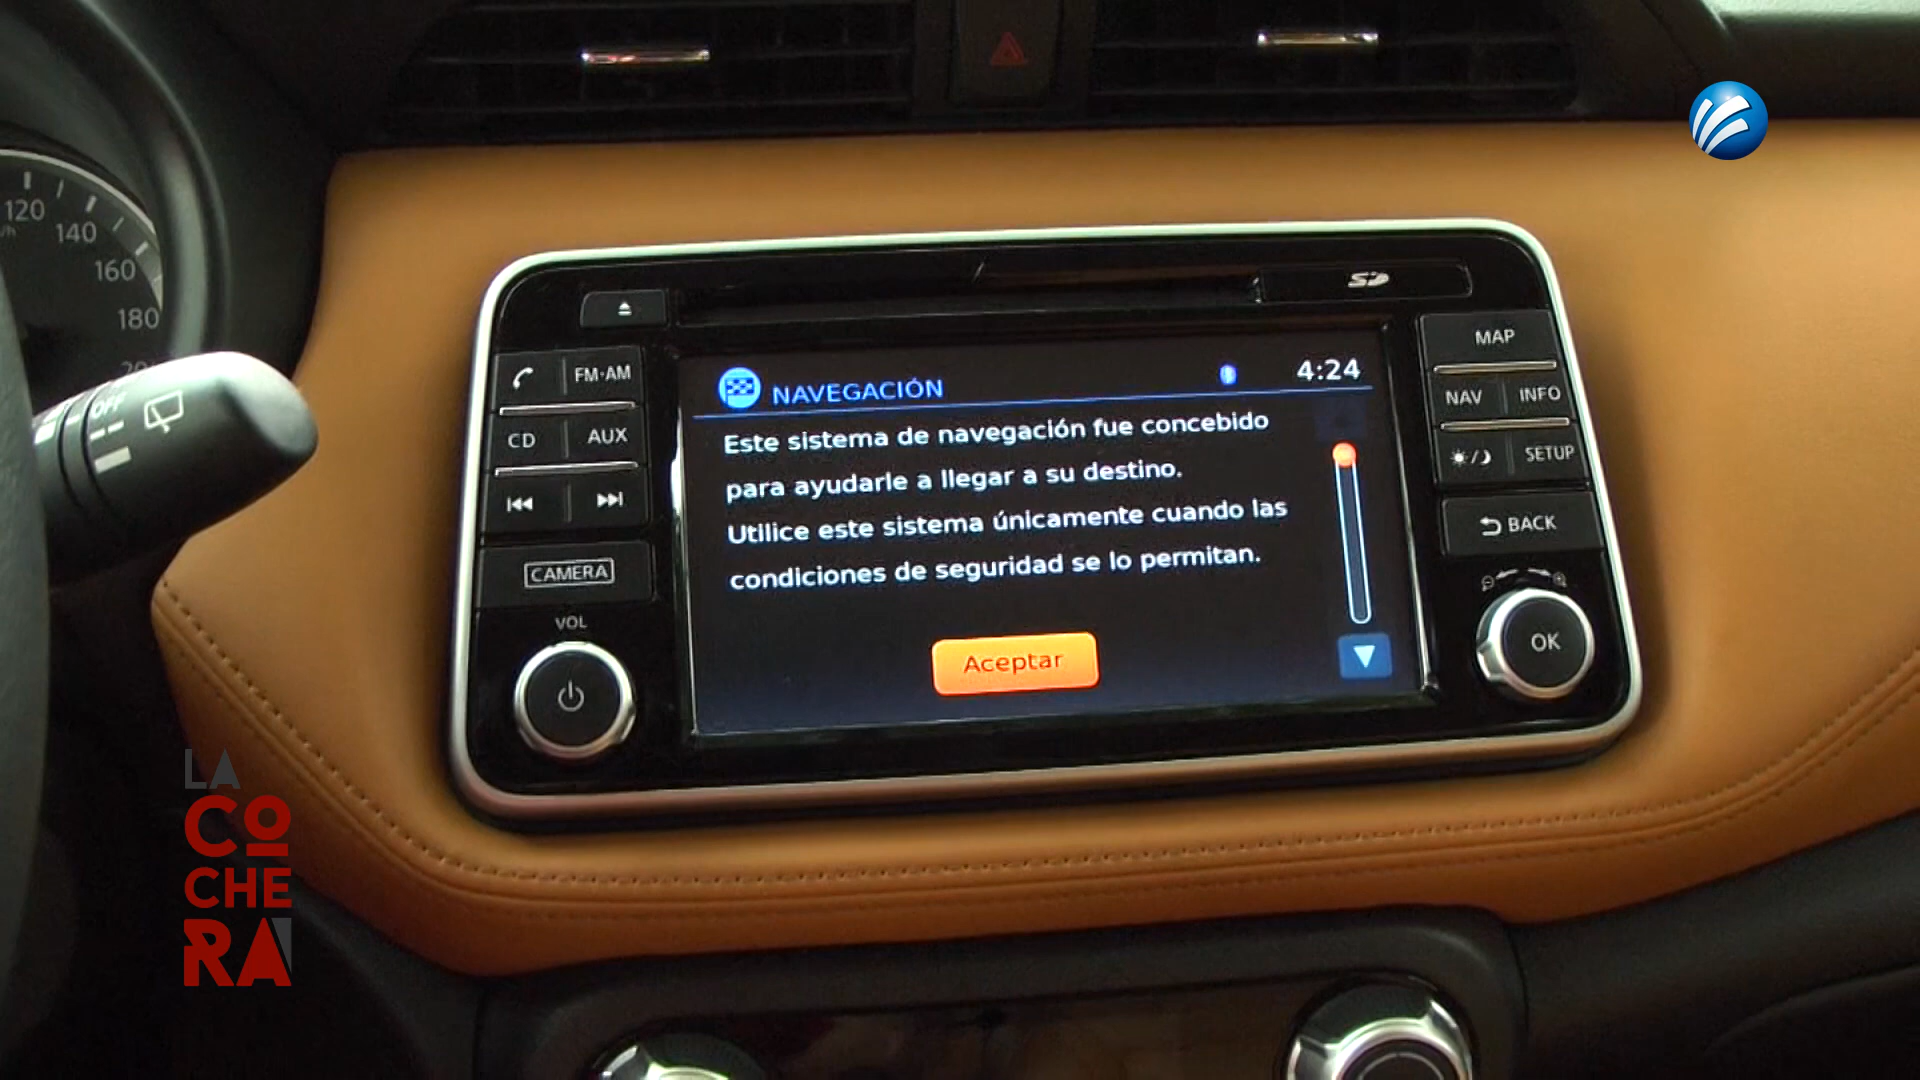 120
140
160
180
OFF
SD
FM·AM
CD
AUX
CAMERA
VOL
NAVEGACIÓN
4:24
Este sistema de navegación fue concebido
para ayudarle a llegar a su destino.
Utilice este sistema únicamente cuando las
condiciones de seguridad se lo permitan.
Aceptar
MAP
NAV
INFO
SETUP
BACK
OK
LA
CO
CHE
RA